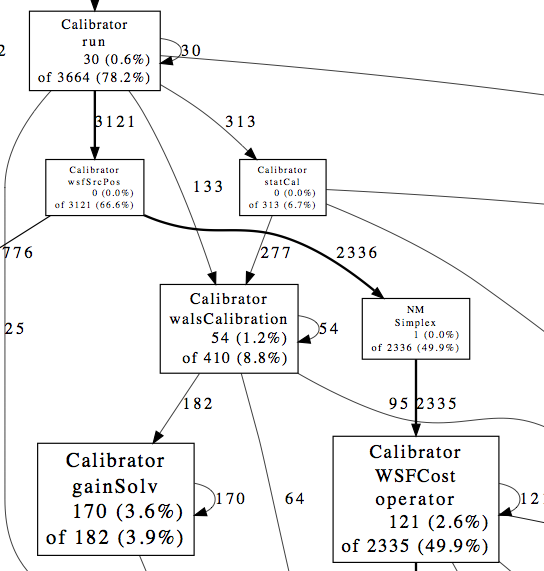 Calibrator
run
30 (0.6%)
of 3664 (78.2%)
30
2
3121
313
Calibrator
wsfSrcPos
0 (0.0%)
of 3121 (66.6%)
133
Calibrator
statCal
0 (0.0%)
of 313 (6.7%)
776
277
2336
Calibrator
walsCalibration
54 (1.2%)
of 410 (8.8%)
54
NM
Simplex
1 (0.0%)
of 2336 (49.9%)
25
182
95
2335
Calibrator
gainSolv
170 (3.6%)
of 182 (3.9%)
170
64
Calibrator
WSFCost
operator
121 (2.6%)
of 2335 (49.9%)
121